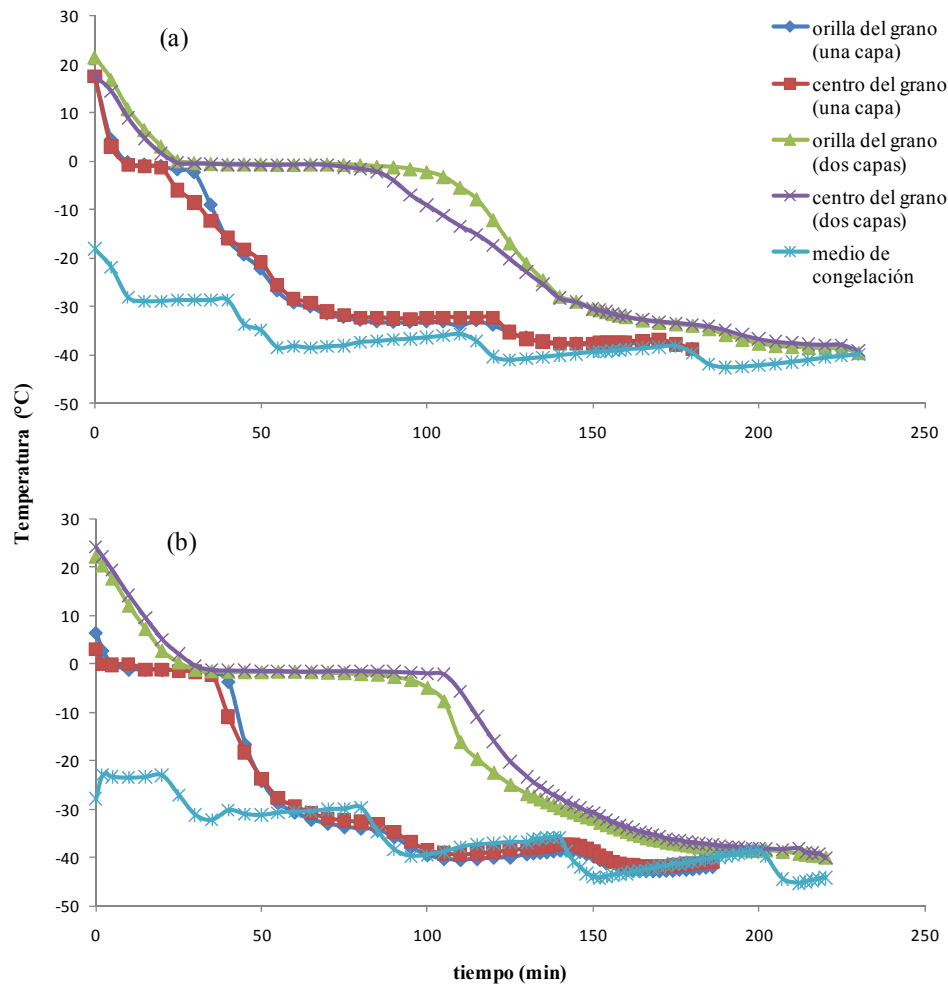 (a)
30
20
10
0
-10
-20
-30
-40
-50
0
50
100
150
200
250
orilla del grano
(una capa)
centro del grano
(una capa)
orilla del grano
(dos capas)
centro del grano
(dos capas)
medio de
congelación
Temperatura (°C)
(b)
30
20
10
0
-10
-20
-30
-40
-50
0
50
100
150
200
250
tiempo (min)